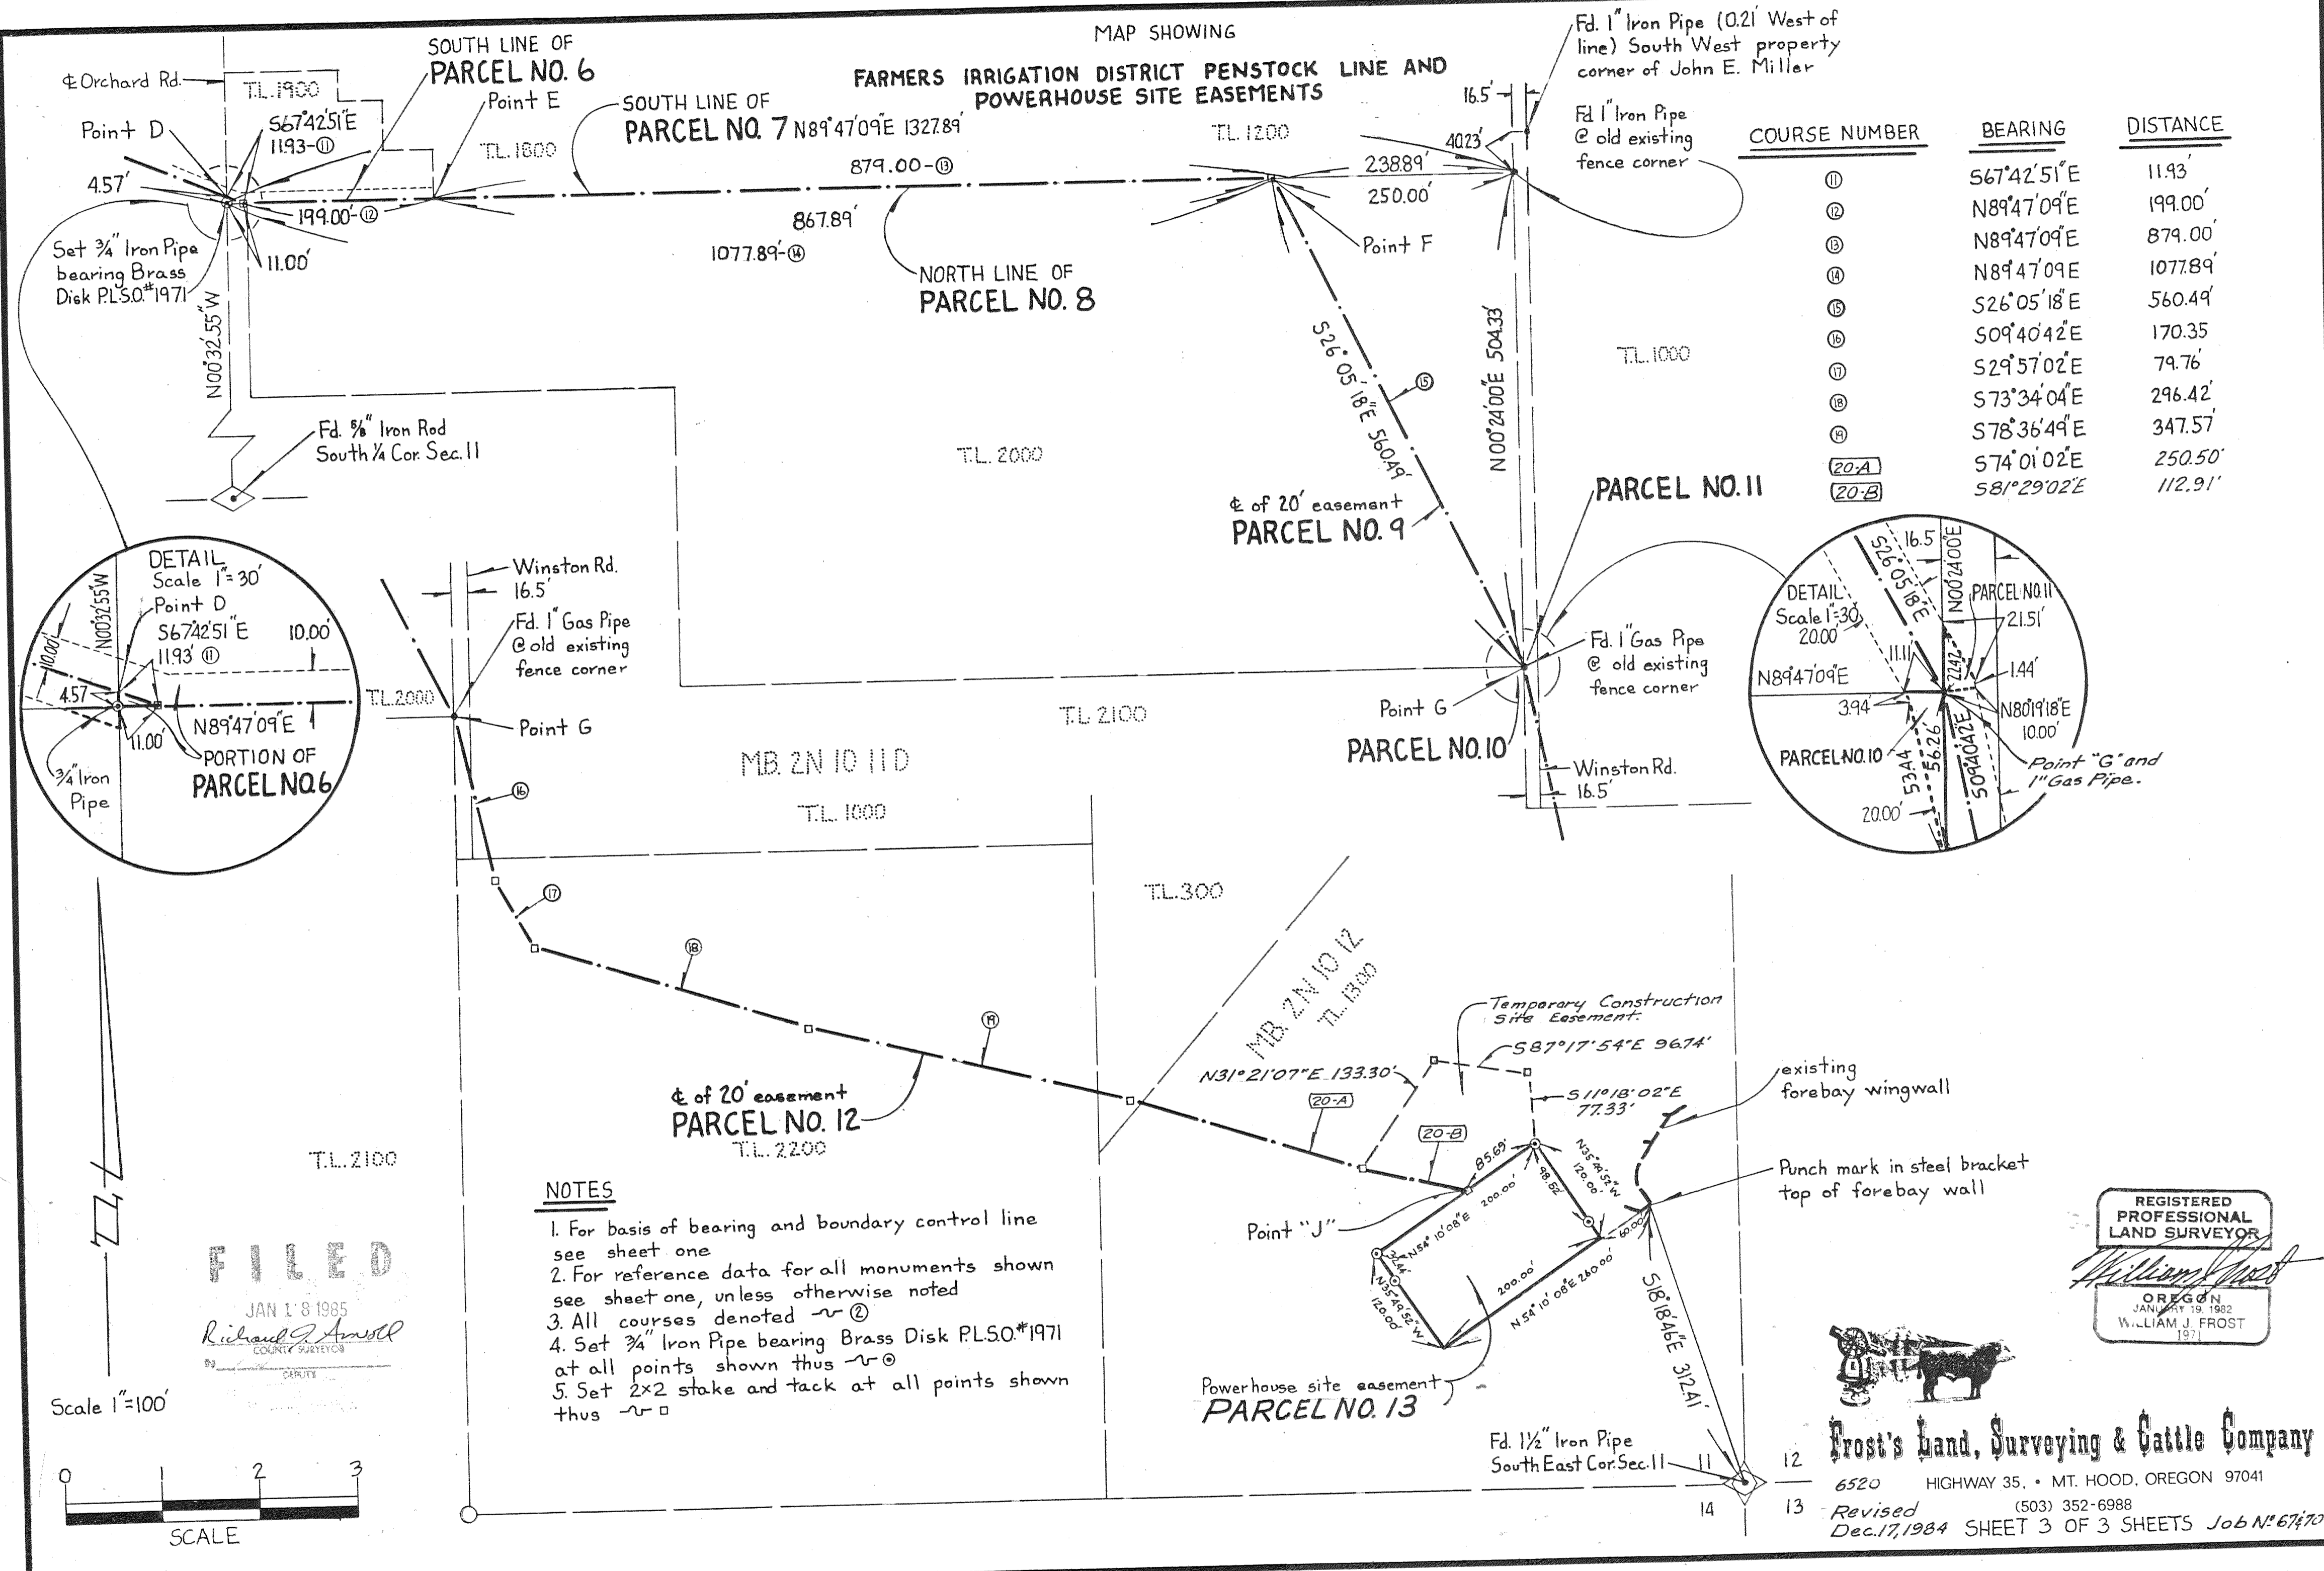 MAP SHOWING
FARMERS IRRIGATION DISTRICT PENSTOCK LINE AND
POWERHOUSE SITE EASEMENTS
℄ Orchard Rd.
T.L. 1900
SOUTH LINE OF
PARCEL NO. 6
Point D
S67°42'51"E
11.93-⑪
Point E
T.L. 1800
SOUTH LINE OF
PARCEL NO. 7 N89°47'09"E 1327.89'
879.00-⑬
T.L. 1200
4.57'
199.00'-⑫
867.89'
1077.89'-⑭
11.00'
Set 3/4" Iron Pipe
bearing Brass
Disk P.L.S.O.#1971
N00°32.55"W
NORTH LINE OF
PARCEL NO. 8
16.5'
40.23'
238.89'
250.00'
Point F
Fd. 1" Iron Pipe (0.21' West of
line) South West property
corner of John E. Miller
Fd 1" Iron Pipe
@ old existing
fence corner
COURSE NUMBER BEARING DISTANCE
⑪ S67°42'51"E 11.93'
⑫ N89°47'09"E 199.00'
⑬ N89°47'09"E 879.00'
⑭ N89°47'09E 1077.89'
⑮ S26°05'18"E 560.49'
⑯ S09°40'42"E 170.35
⑰ S29°57'02"E 79.76'
⑱ S73°34'04"E 296.42'
⑲ S78°36'49"E 347.57'
20-A S74°01'02"E 250.50'
20-B S81°29'02"E 112.91'
Fd. 5/8" Iron Rod
South 1/4 Cor. Sec. 11
T.L. 2000
S26°05'18"E 560.49'
⑮
N00°24'00"E 504.33'
T.L. 1000
℄ of 20' easement
PARCEL NO. 9
PARCEL NO. 11
DETAIL
Scale 1"=30'
Point D
N00°32'55"W
S67°42'51"E
11.93' ⑪
10.00'
10.00'
4.57
11.00'
N89°47'09"E
PORTION OF
PARCEL NO.6
3/4" Iron
Pipe
Winston Rd.
16.5'
Fd. 1" Gas Pipe
@ old existing
fence corner
T.L. 2000
Point G
⑯
T.L. 2100
MB. 2N 10 11D
T.L. 1000
Fd. 1" Gas Pipe
@ old existing
fence corner
Point G
PARCEL NO. 10
Winston Rd.
16.5'
DETAIL
Scale 1"=30'
20.00'
S26°05'18"E
16.5
N00°24'00"E
PARCEL NO. 11
21.51'
11.11
22.42
1.44'
N89°47'09"E
3.94'
N80°19'18"E
10.00'
PARCEL NO. 10
53.44
56.26
S09°40'42"E
20.00'
Point "G" and
1" Gas Pipe.
⑰
⑱
⑲
T.L. 300
MB. 2N 10 12
T.L. 1300
℄ of 20' easement
PARCEL NO. 12
T.L. 2200
T.L. 2100
Temporary Construction
Site Easement.
S87°17'54"E 96.74'
N31°21'07"E 133.30'
20-A
S11°18'02"E
77.33'
20-B
existing
forebay wingwall
Punch mark in steel bracket
top of forebay wall
85.69'
98.52'
N35°49'52"W
120.00'
Point "J"
N54°10'08"E 200.00'
32.44'
N35°49'52"W
120.00'
200.00'
N54°10'08"E 260.00'
60.00'
S18°18'46"E 312.41'
Powerhouse site easement
PARCEL NO. 13
Fd. 1 1/2" Iron Pipe
South East Cor. Sec. 11
11 12
14 13
NOTES
1. For basis of bearing and boundary control line
see sheet one
2. For reference data for all monuments shown
see sheet one, unless otherwise noted
3. All courses denoted ②
4. Set 3/4" Iron Pipe bearing Brass Disk P.L.S.O.#1971
at all points shown thus ⊙
5. Set 2×2 stake and tack at all points shown
thus □
FILED
JAN 18 1985
Richard J. Arnold
COUNTY SURVEYOR
DEPUTY
Scale 1"=100'
0 1 2 3
SCALE
REGISTERED
PROFESSIONAL
LAND SURVEYOR
William J. Frost
OREGON
JANUARY 19, 1982
WILLIAM J. FROST
1971
Frost's Land, Surveying & Cattle Company
6520 HIGHWAY 35, • MT. HOOD, OREGON 97041
(503) 352-6988
Revised
Dec. 17, 1984 SHEET 3 OF 3 SHEETS Job Nº 67&70